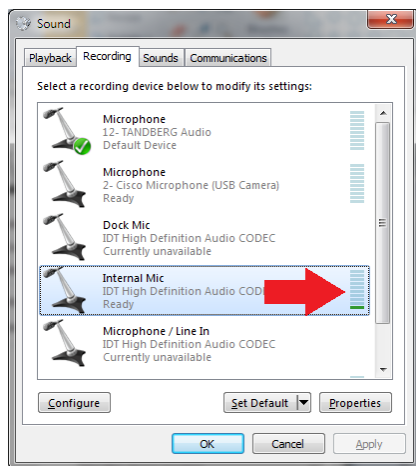 Sound
Playback Recording Sounds Communications
Select a recording device below to modify its settings:
Microphone
12- TANDBERG Audio
Default Device
Microphone
2- Cisco Microphone (USB Camera)
Ready
Dock Mic
IDT High Definition Audio CODEC
Currently unavailable
Internal Mic
IDT High Definition Audio
Ready
Microphone / Line In
IDT High Definition Audio CODEC
Currently unavailable
Configure Set Default Properties
OK Cancel Apply